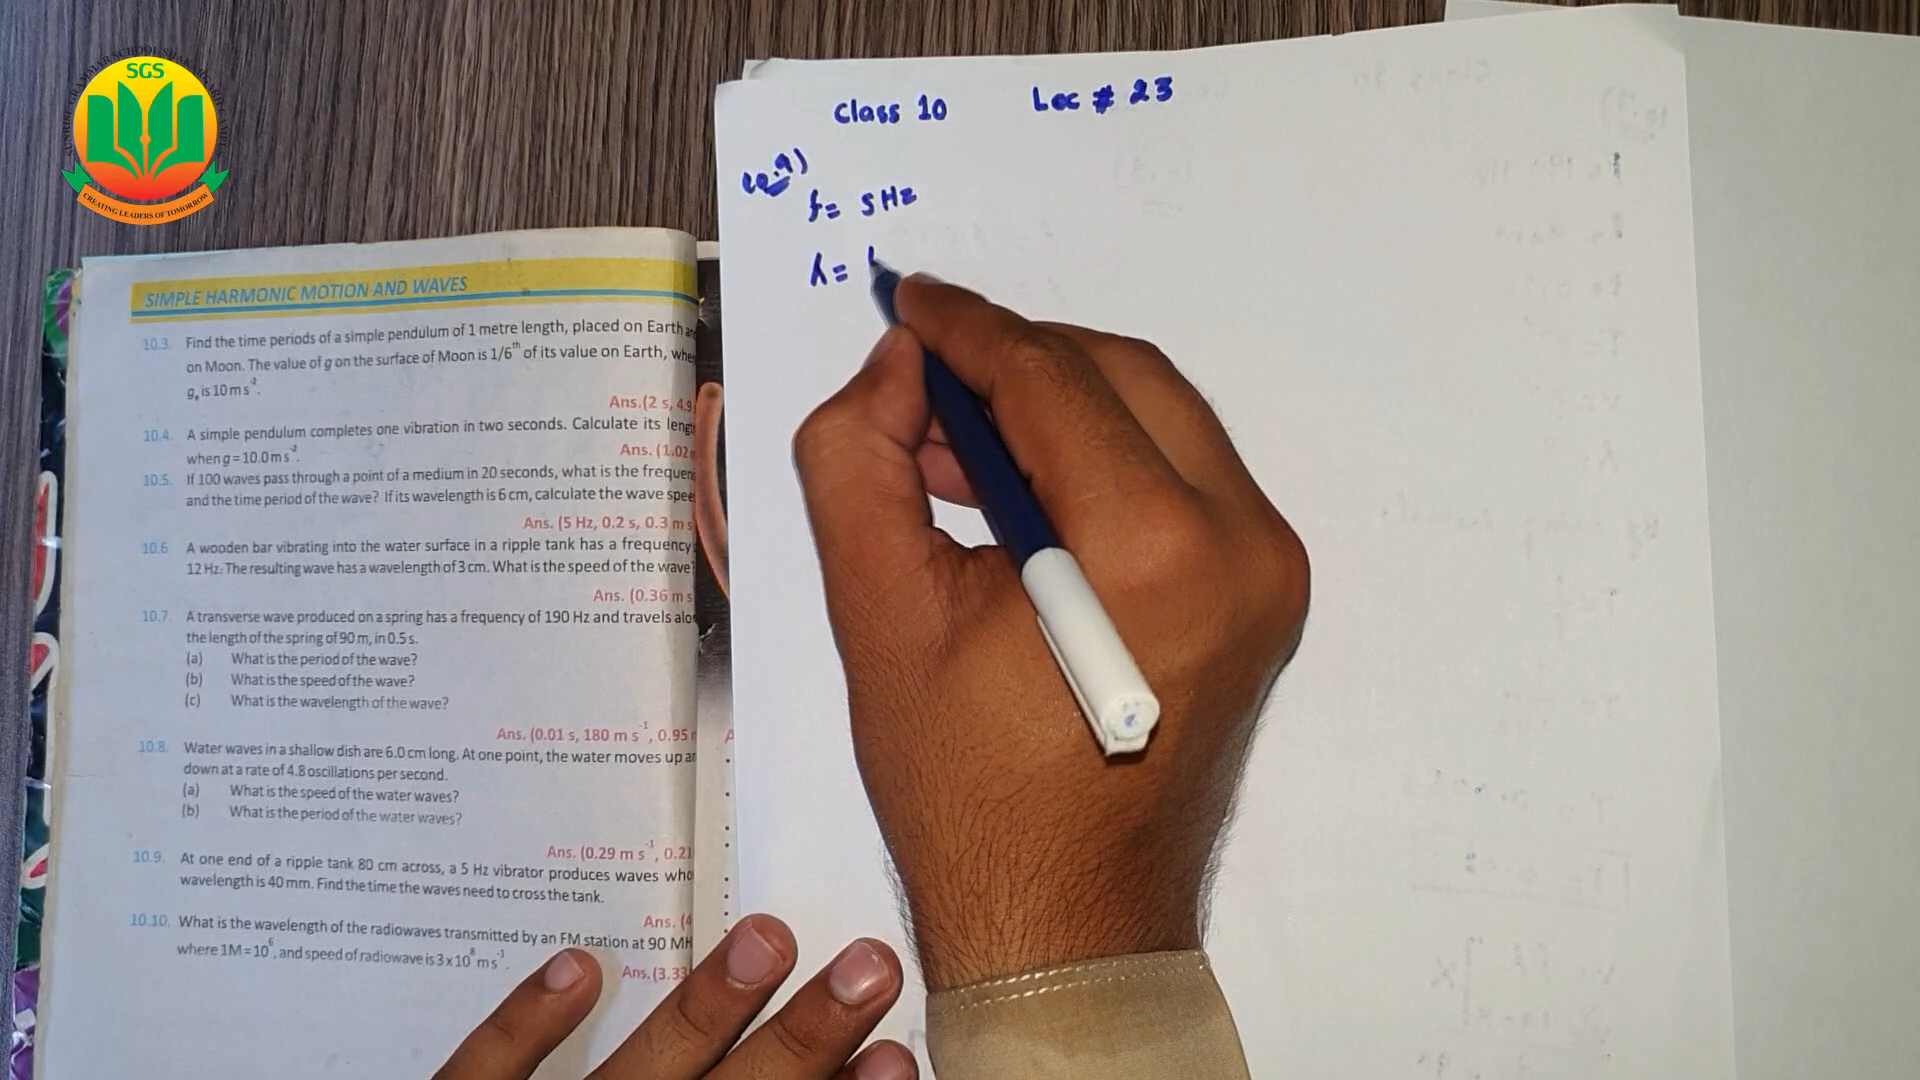 SUNRISE GRAMMAR SCHOOL SHAKARGARH CAMPUS
SGS
CREATING LEADERS OF TOMORROW
Class 10 Lec # 23
10.9)
f= 5Hz
λ=
SIMPLE HARMONIC MOTION AND WAVES
10.3. Find the time periods of a simple pendulum of 1 metre length, placed on Earth an
on Moon. The value of g on the surface of Moon is 1/6th of its value on Earth, whe
gₑ is 10 m s⁻².
Ans.(2 s, 4.9
10.4. A simple pendulum completes one vibration in two seconds. Calculate its leng
when g = 10.0 m s⁻².
Ans. (1.02
10.5. If 100 waves pass through a point of a medium in 20 seconds, what is the frequen
and the time period of the wave? If its wavelength is 6 cm, calculate the wave spee
Ans. (5 Hz, 0.2 s, 0.3 m s
10.6 A wooden bar vibrating into the water surface in a ripple tank has a frequency
12 Hz. The resulting wave has a wavelength of 3 cm. What is the speed of the wave?
Ans. (0.36 m s
10.7. A transverse wave produced on a spring has a frequency of 190 Hz and travels alo
the length of the spring of 90 m, in 0.5 s.
(a) What is the period of the wave?
(b) What is the speed of the wave?
(c) What is the wavelength of the wave?
Ans. (0.01 s, 180 m s⁻¹, 0.95
10.8. Water waves in a shallow dish are 6.0 cm long. At one point, the water moves up a
down at a rate of 4.8 oscillations per second.
(a) What is the speed of the water waves?
(b) What is the period of the water waves?
Ans. (0.29 m s⁻¹, 0.21
10.9. At one end of a ripple tank 80 cm across, a 5 Hz vibrator produces waves who
wavelength is 40 mm. Find the time the waves need to cross the tank.
Ans. (4
10.10. What is the wavelength of the radiowaves transmitted by an FM station at 90 MH
where 1M = 10⁶, and speed of radiowave is 3 x 10⁸ m s⁻¹.
Ans. (3.33